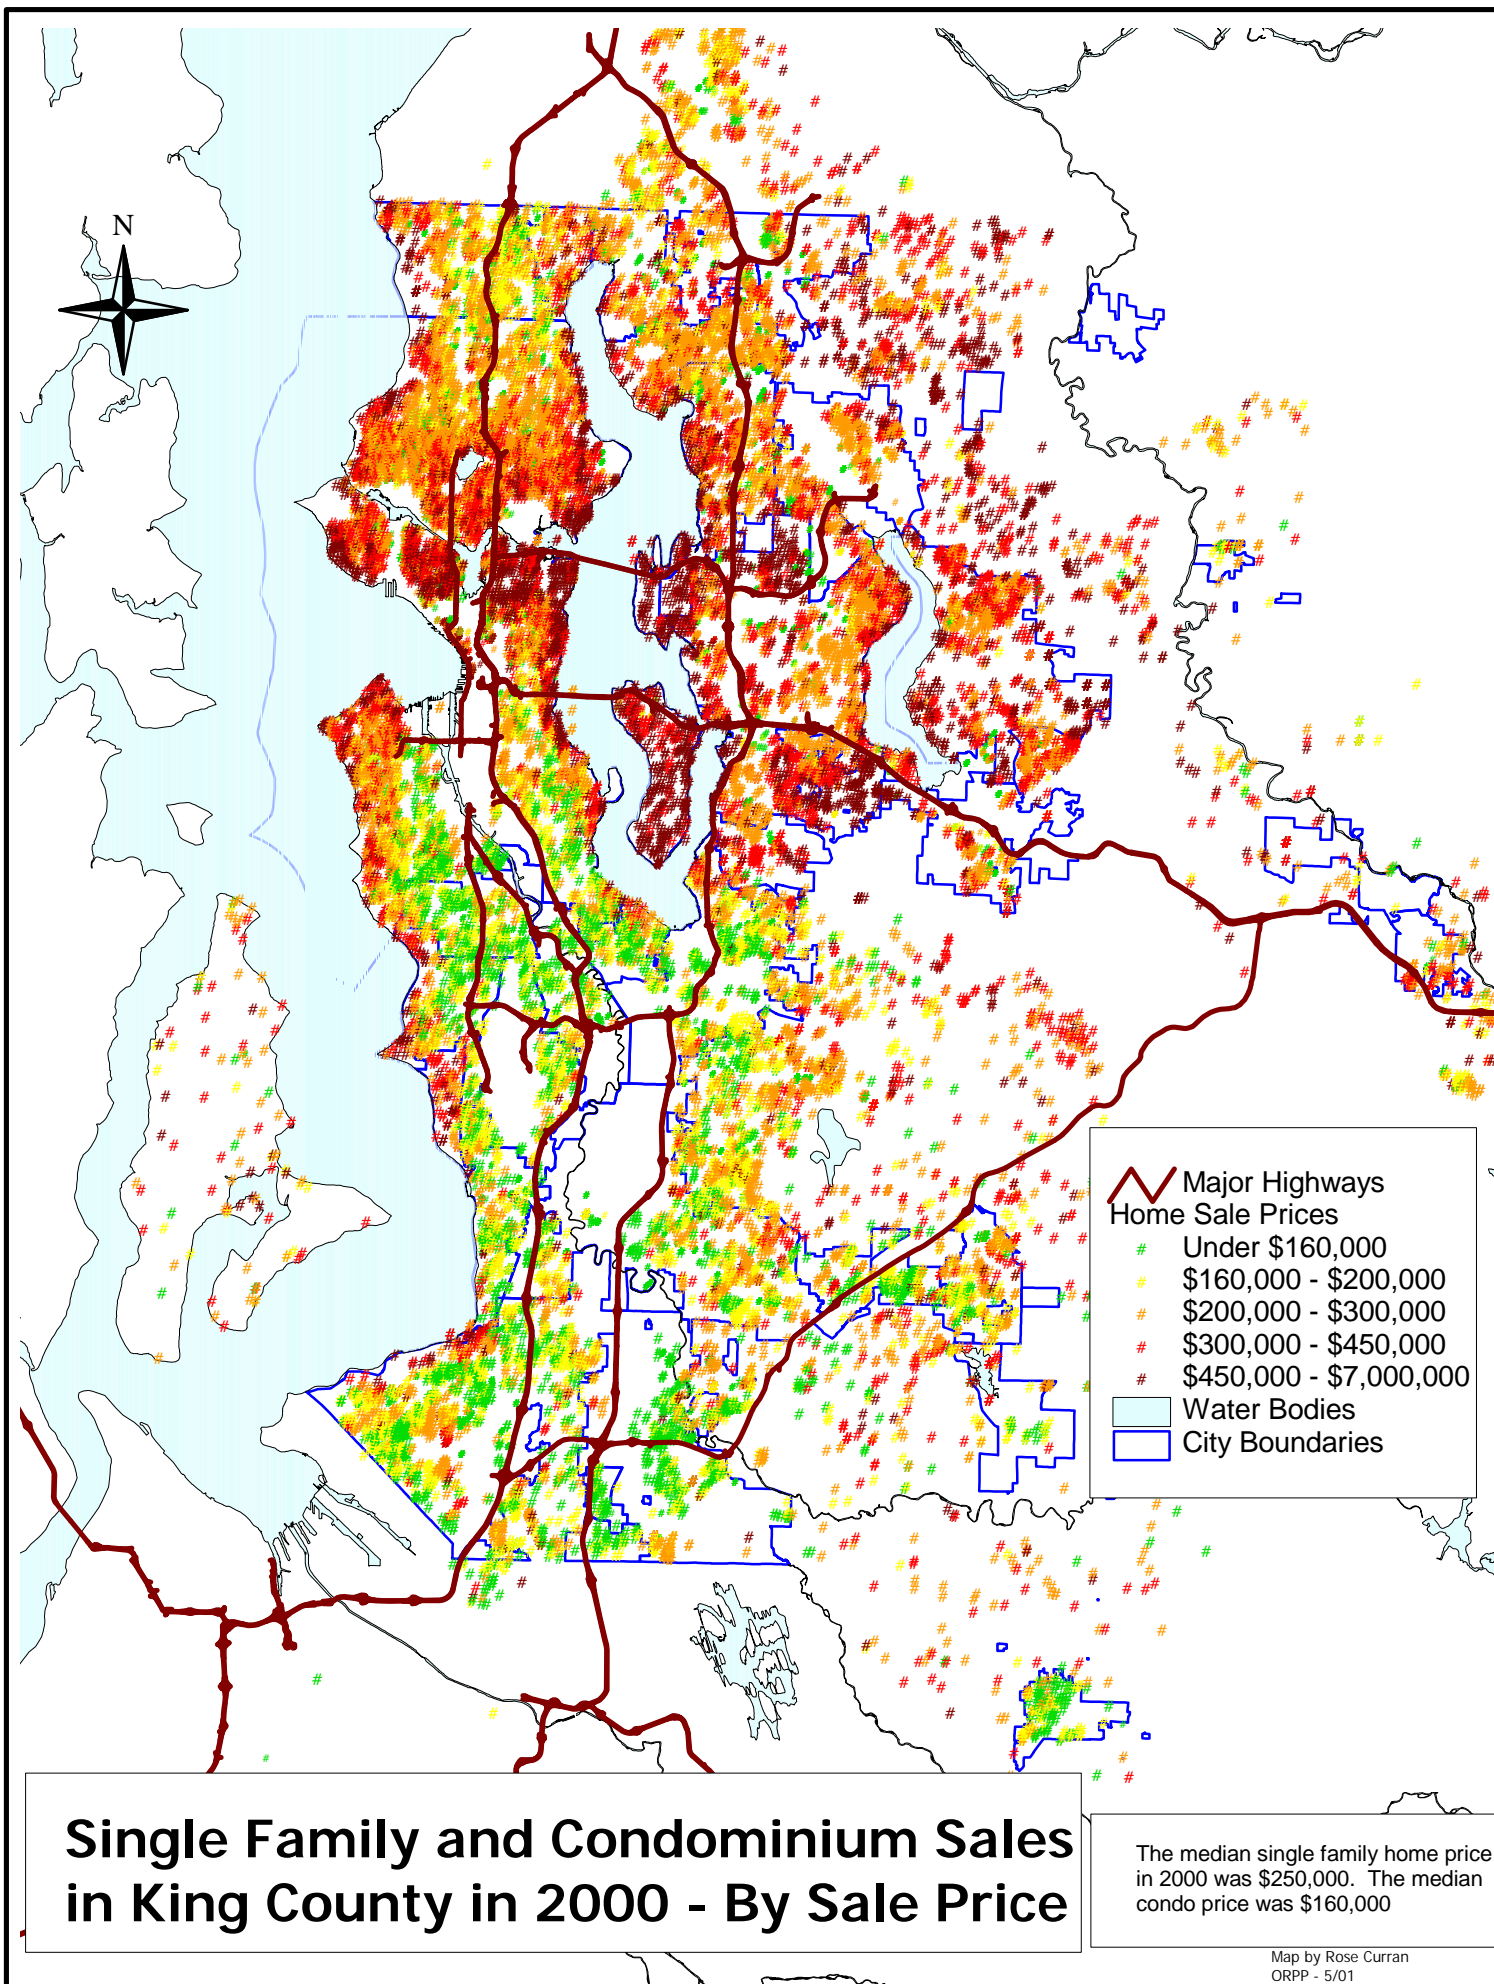 N
Major Highways
Home Sale Prices
# Under $160,000
# $160,000 - $200,000
# $200,000 - $300,000
# $300,000 - $450,000
# $450,000 - $7,000,000
Water Bodies
City Boundaries
Single Family and Condominium Sales
in King County in 2000 - By Sale Price
The median single family home price
in 2000 was $250,000. The median
condo price was $160,000
Map by Rose Curran
ORPP - 5/01